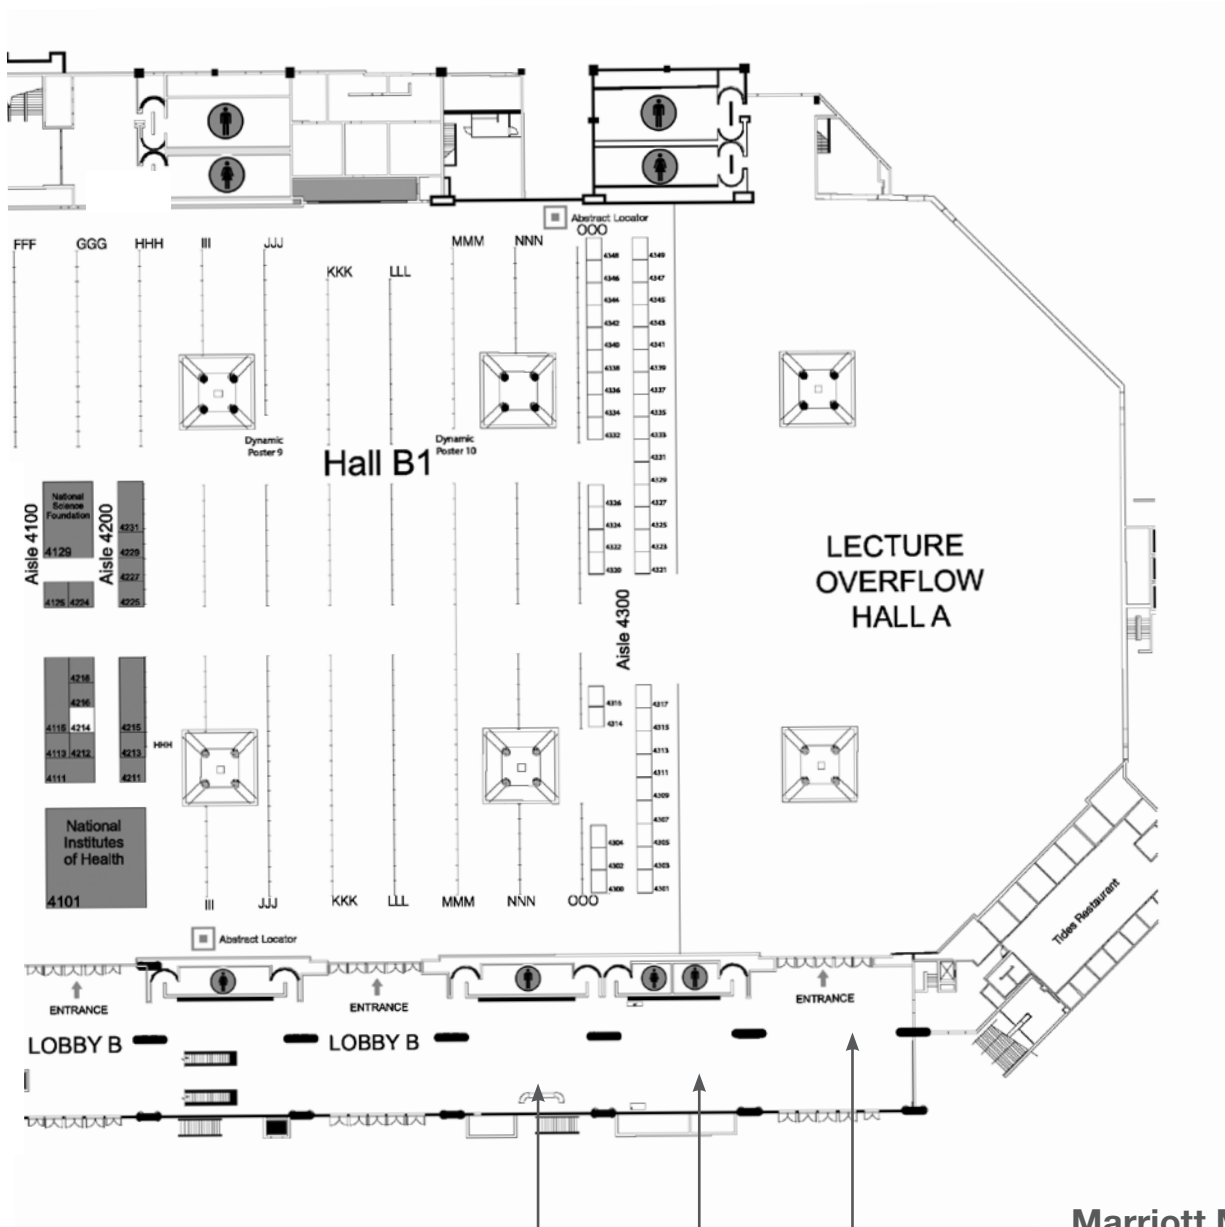 Abstract Locator
OOO
FFF GGG HHH III JJJ MMM NNN
KKK LLL
4348 4349
4346 4347
4344 4345
4342 4343
4340 4341
4338 4339
4336 4337
4334 4335
4332 4333
4331
4329
4326 4327
4324 4325
4322 4323
4320 4321
Dynamic
Poster 9
Dynamic
Poster 10
Hall B1
Aisle 4100
National
Science
Foundation
4129
Aisle 4200
4231
4229
4227
4125 4224 4225
LECTURE
OVERFLOW
HALL A
Aisle 4300
4218
4216
4115 4214 4215
HHH
4113 4212 4213
4111 4211
4317
4314 4315
4313
4311
4309
4307
4304 4305
4302 4303
4300 4301
National
Institutes
of Health
4101
III JJJ KKK LLL MMM NNN OOO
Abstract Locator
Tides Restaurant
ENTRANCE
ENTRANCE
ENTRANCE
LOBBY B
LOBBY B
Marriott